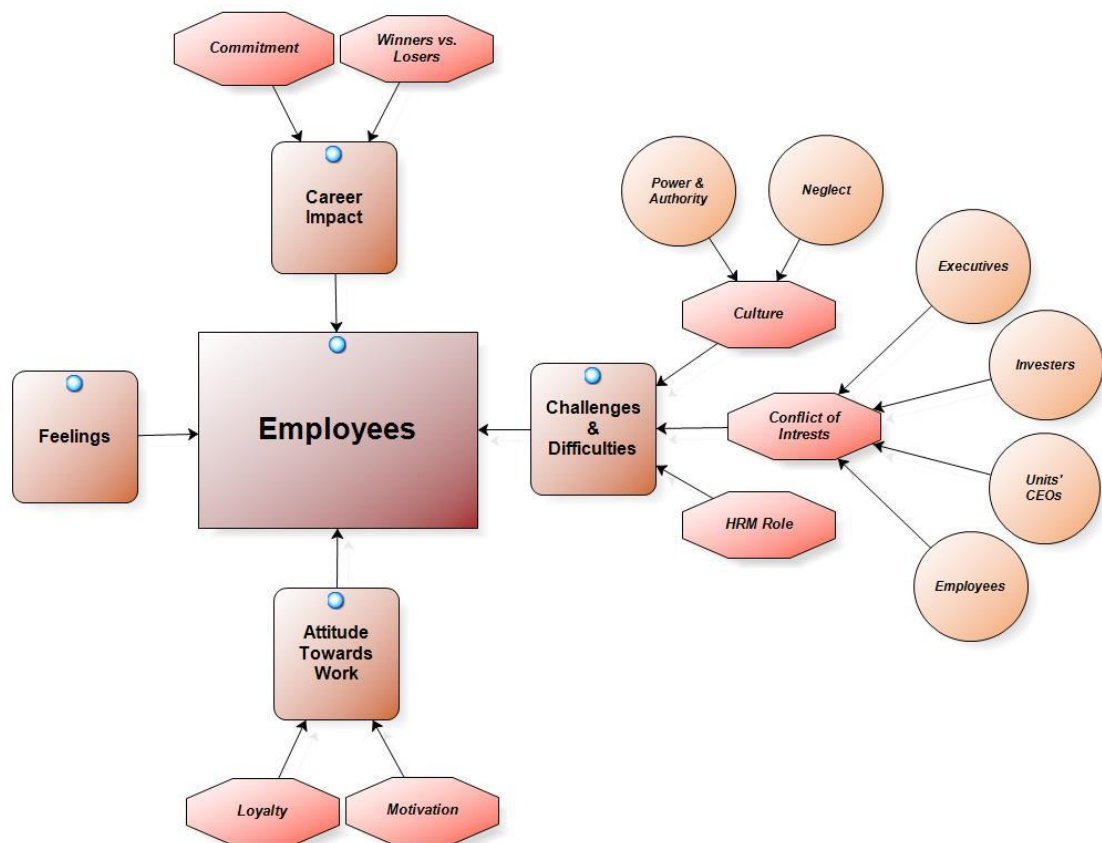 Commitment
Winners vs.
Losers
Career
Impact
Power &
Authority
Neglect
Executives
Culture
Investers
Feelings
Employees
Challenges
&
Difficulties
Conflict of
Intrests
Units'
CEOs
HRM Role
Employees
Attitude
Towards
Work
Loyalty
Motivation